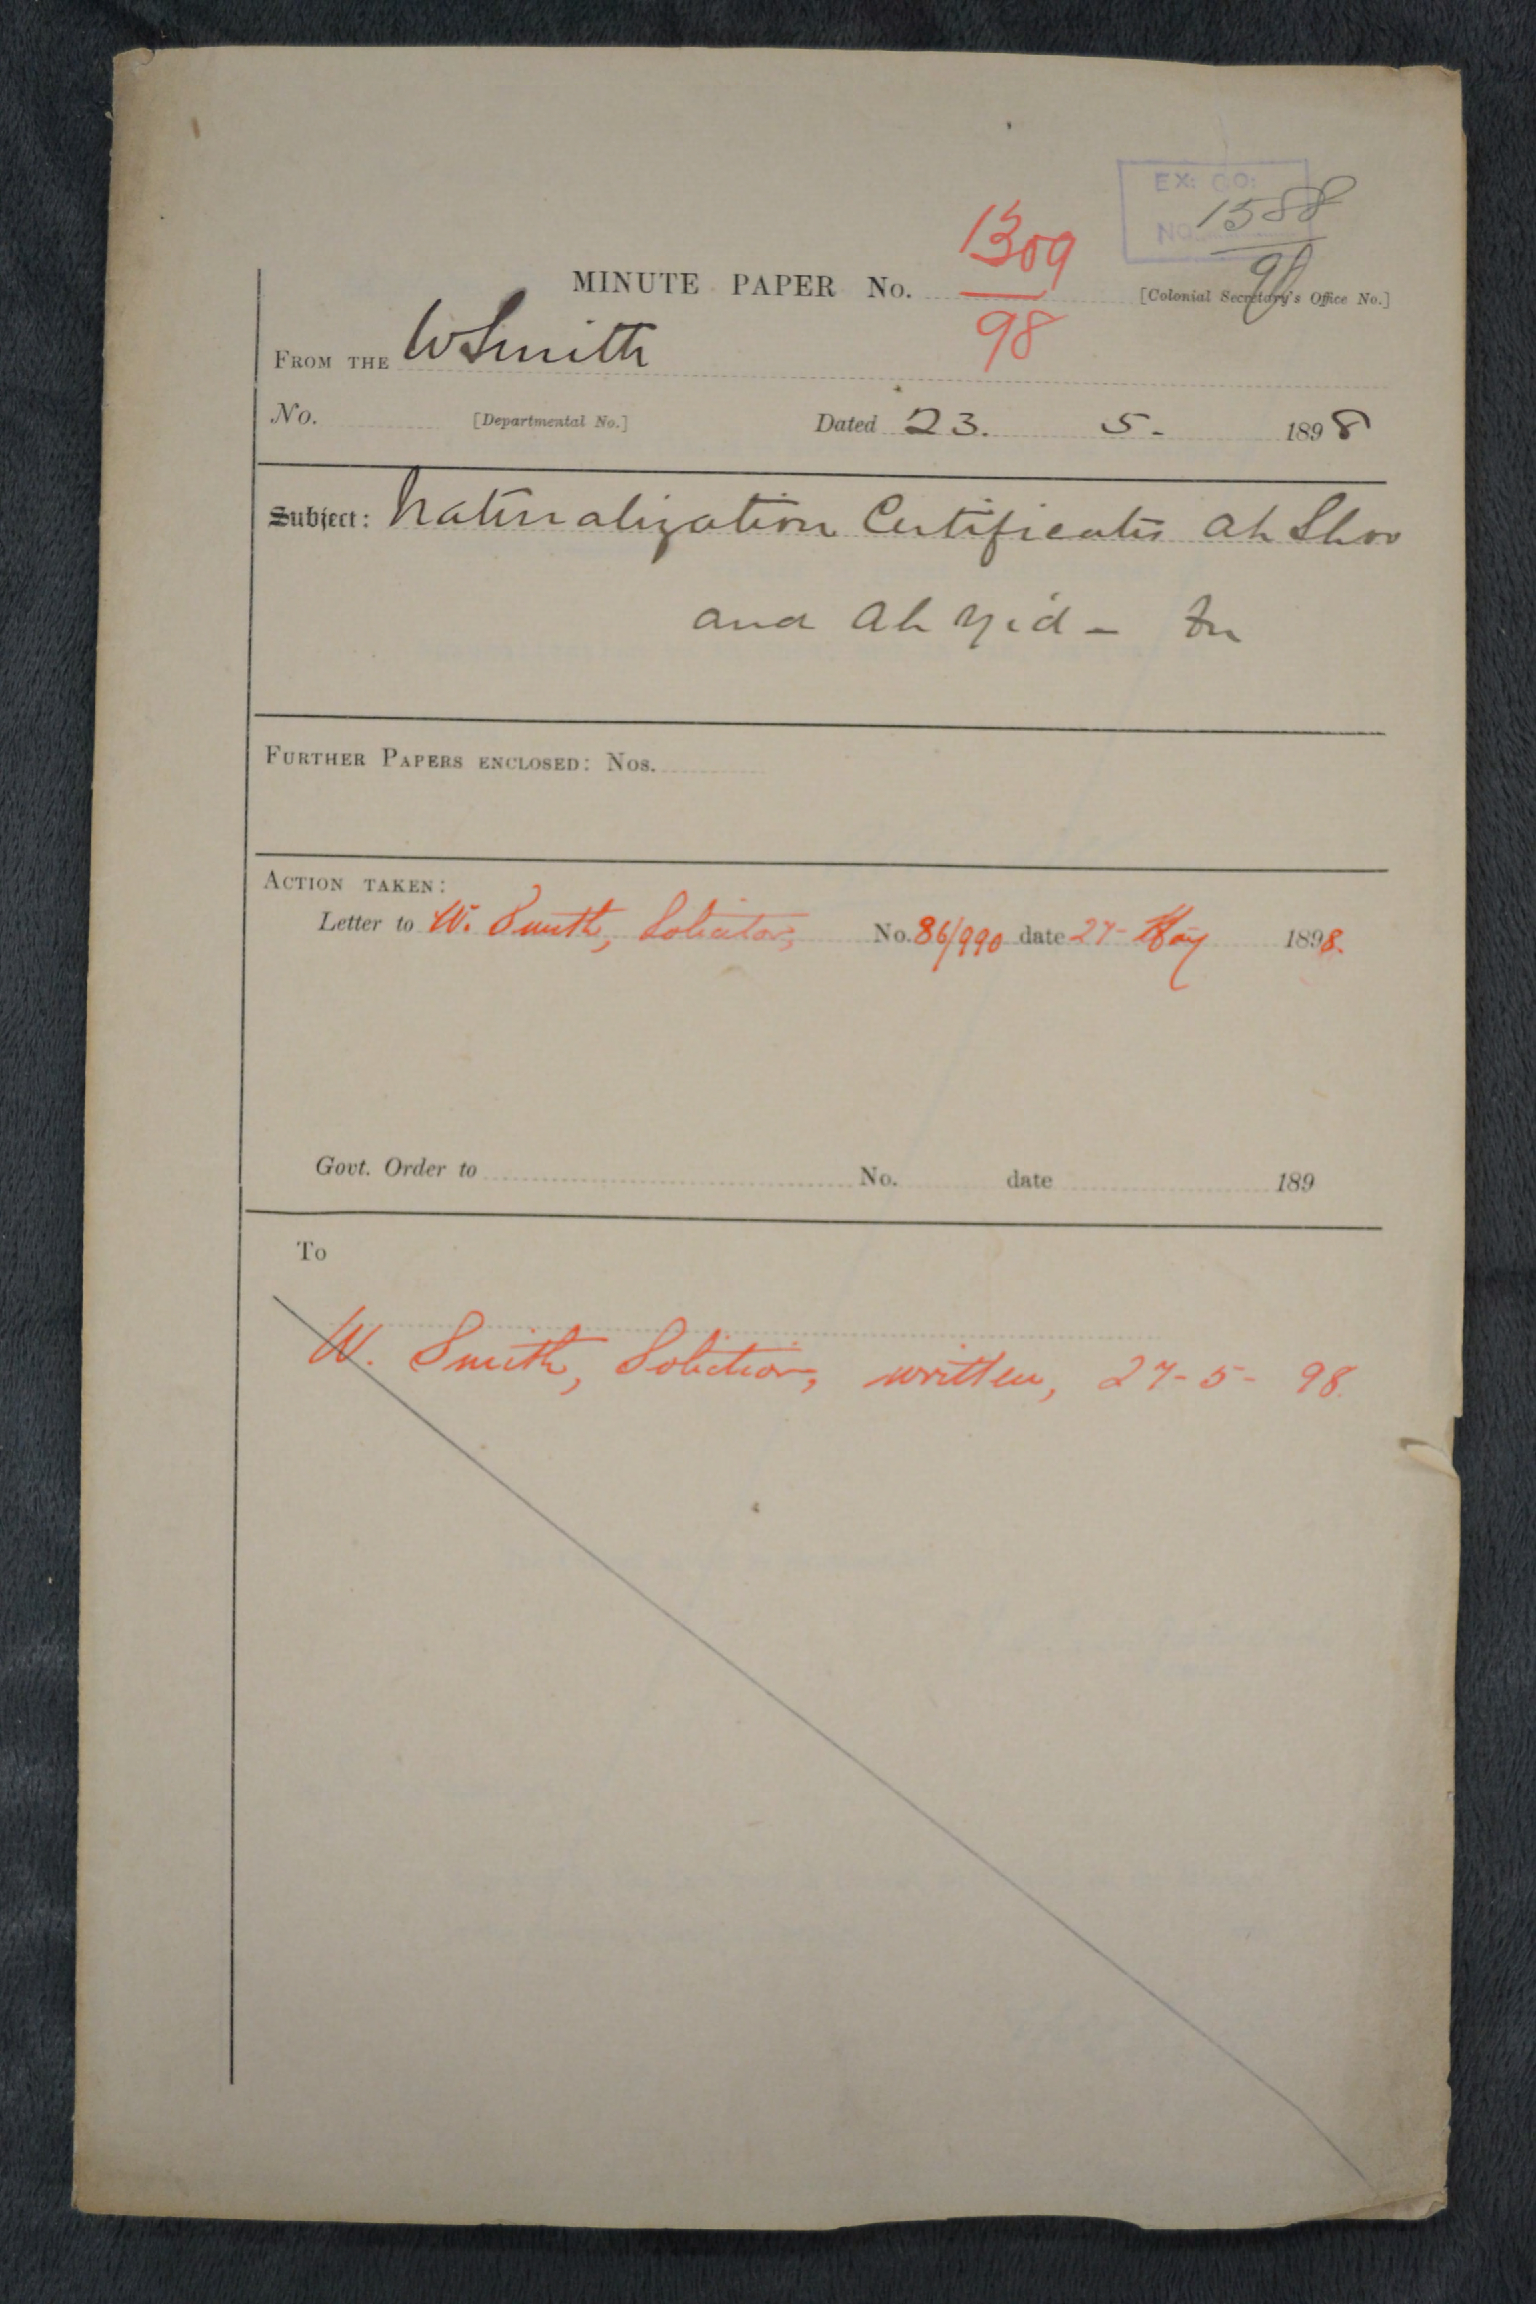 EX: CO:
NO. 1588
98
MINUTE PAPER No. 1309
98
[Colonial Secretary's Office No.]
FROM THE W Smith
No. [Departmental No.] Dated 23. 5. 1898
Subject: Naturalization Certificates Ah Shoo
and Ah Yid - for
FURTHER PAPERS ENCLOSED: Nos.
ACTION TAKEN:
Letter to W. Smith, Solicitor, No. 86/990 date 27- May 1898.
Govt. Order to No. date 189
To
W. Smith, Solicitor, written, 27-5-98.